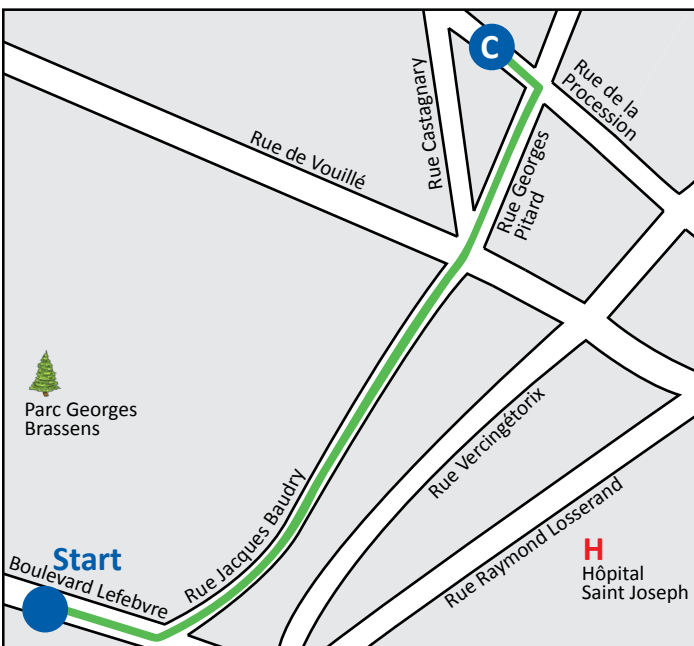 C
Rue de la
Procession
Rue Castagnary
Rue de Vouillé
Rue Georges
Pitard
Parc Georges
Brassens
Rue Vercingétorix
Rue Jacques Baudry
Rue Raymond Losserand
H
Hôpital
Saint Joseph
Start
Boulevard Lefebvre